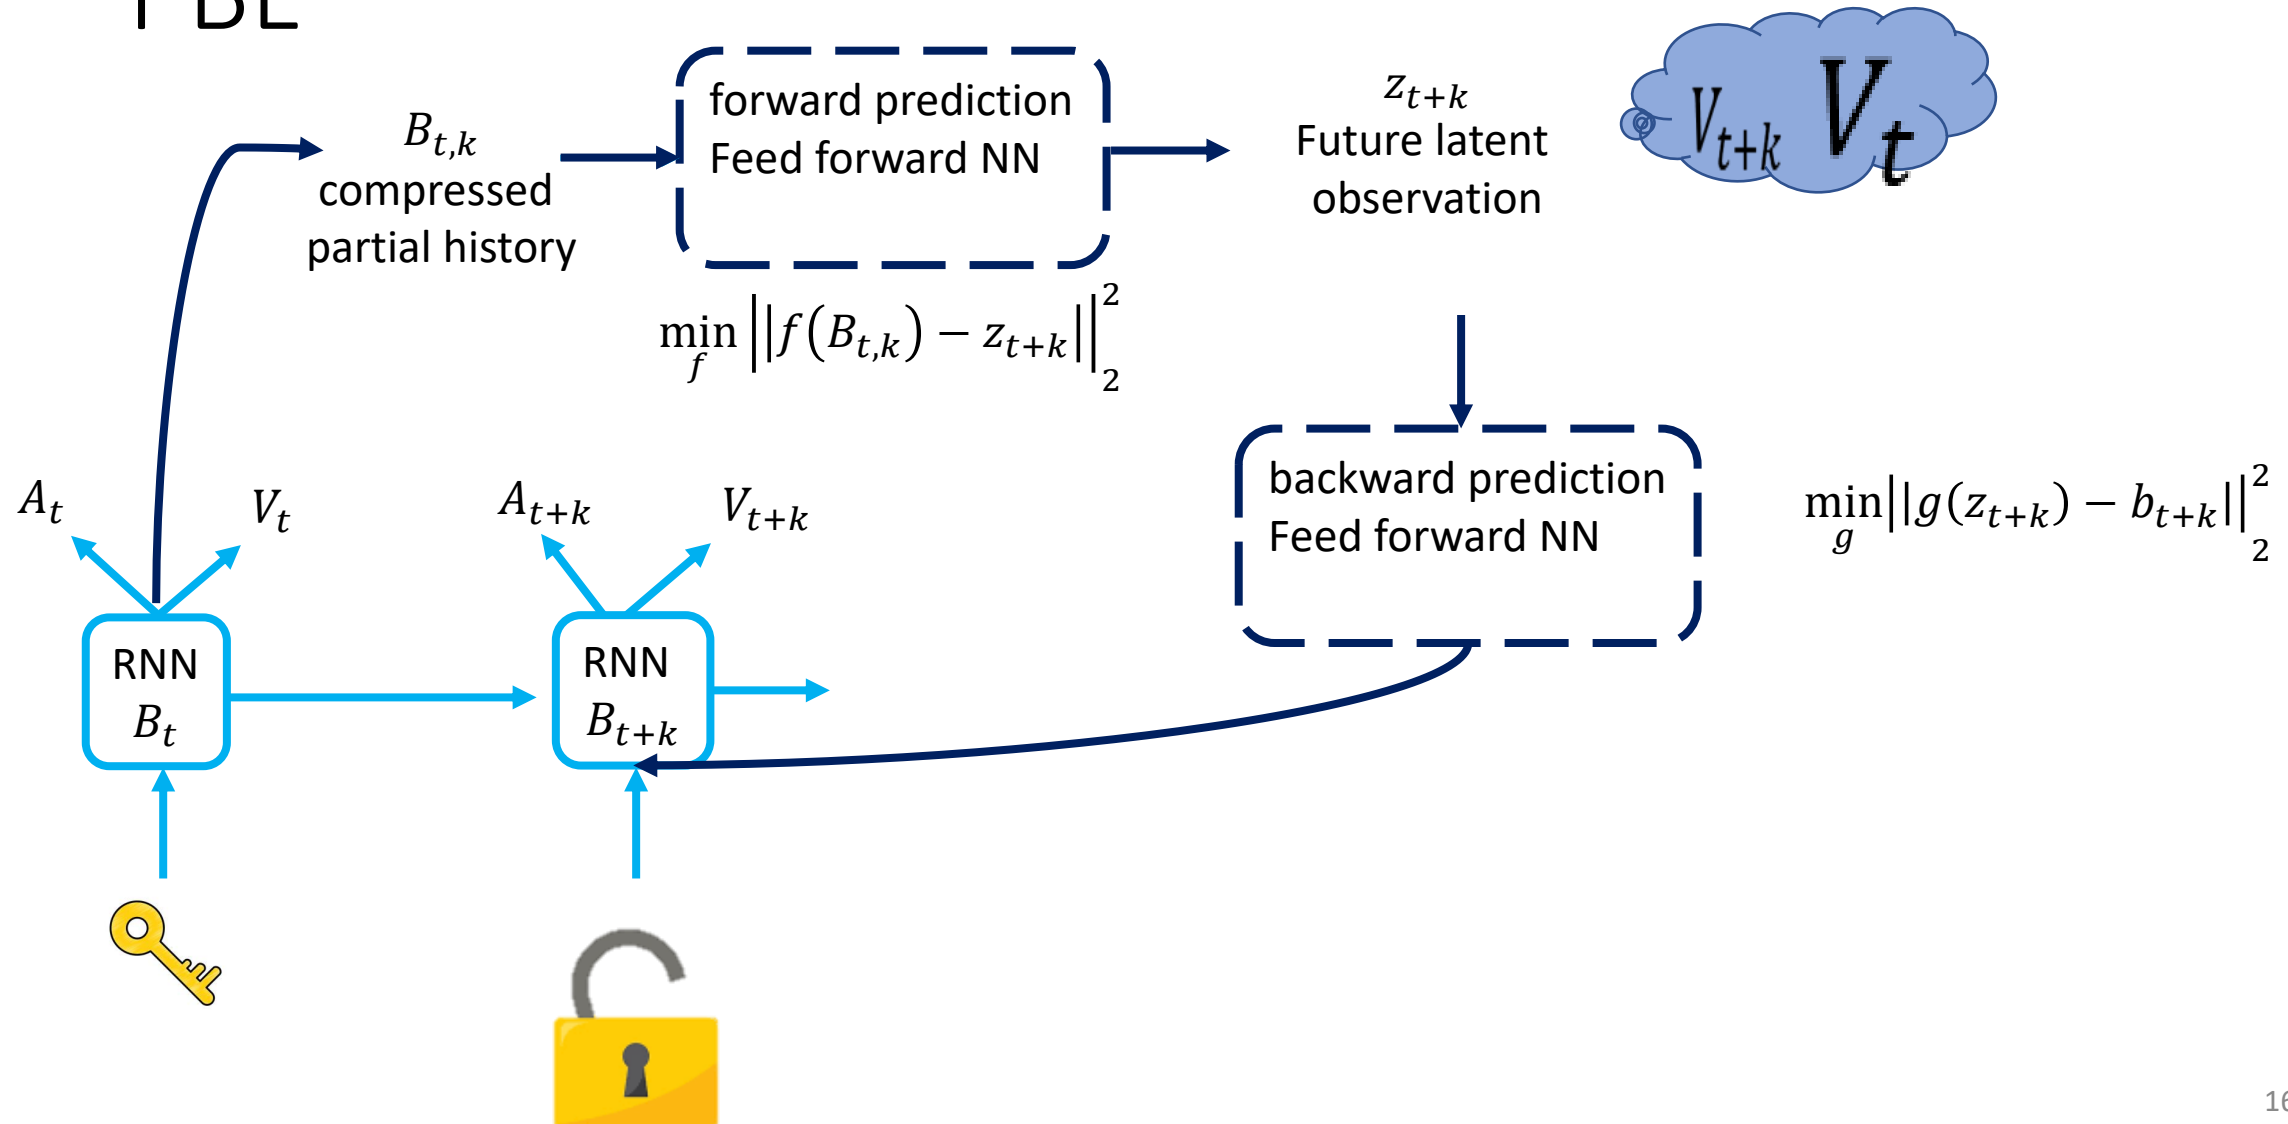 PBL
B_{t,k}
compressed
partial history
forward prediction
Feed forward NN
z_{t+k}
Future latent
observation
V_{t+k} V_t
min_f ||f(B_{t,k}) − z_{t+k}||_2^2
A_t
V_t
A_{t+k}
V_{t+k}
backward prediction
Feed forward NN
min_g ||g(z_{t+k}) − b_{t+k}||_2^2
RNN
B_t
RNN
B_{t+k}
16